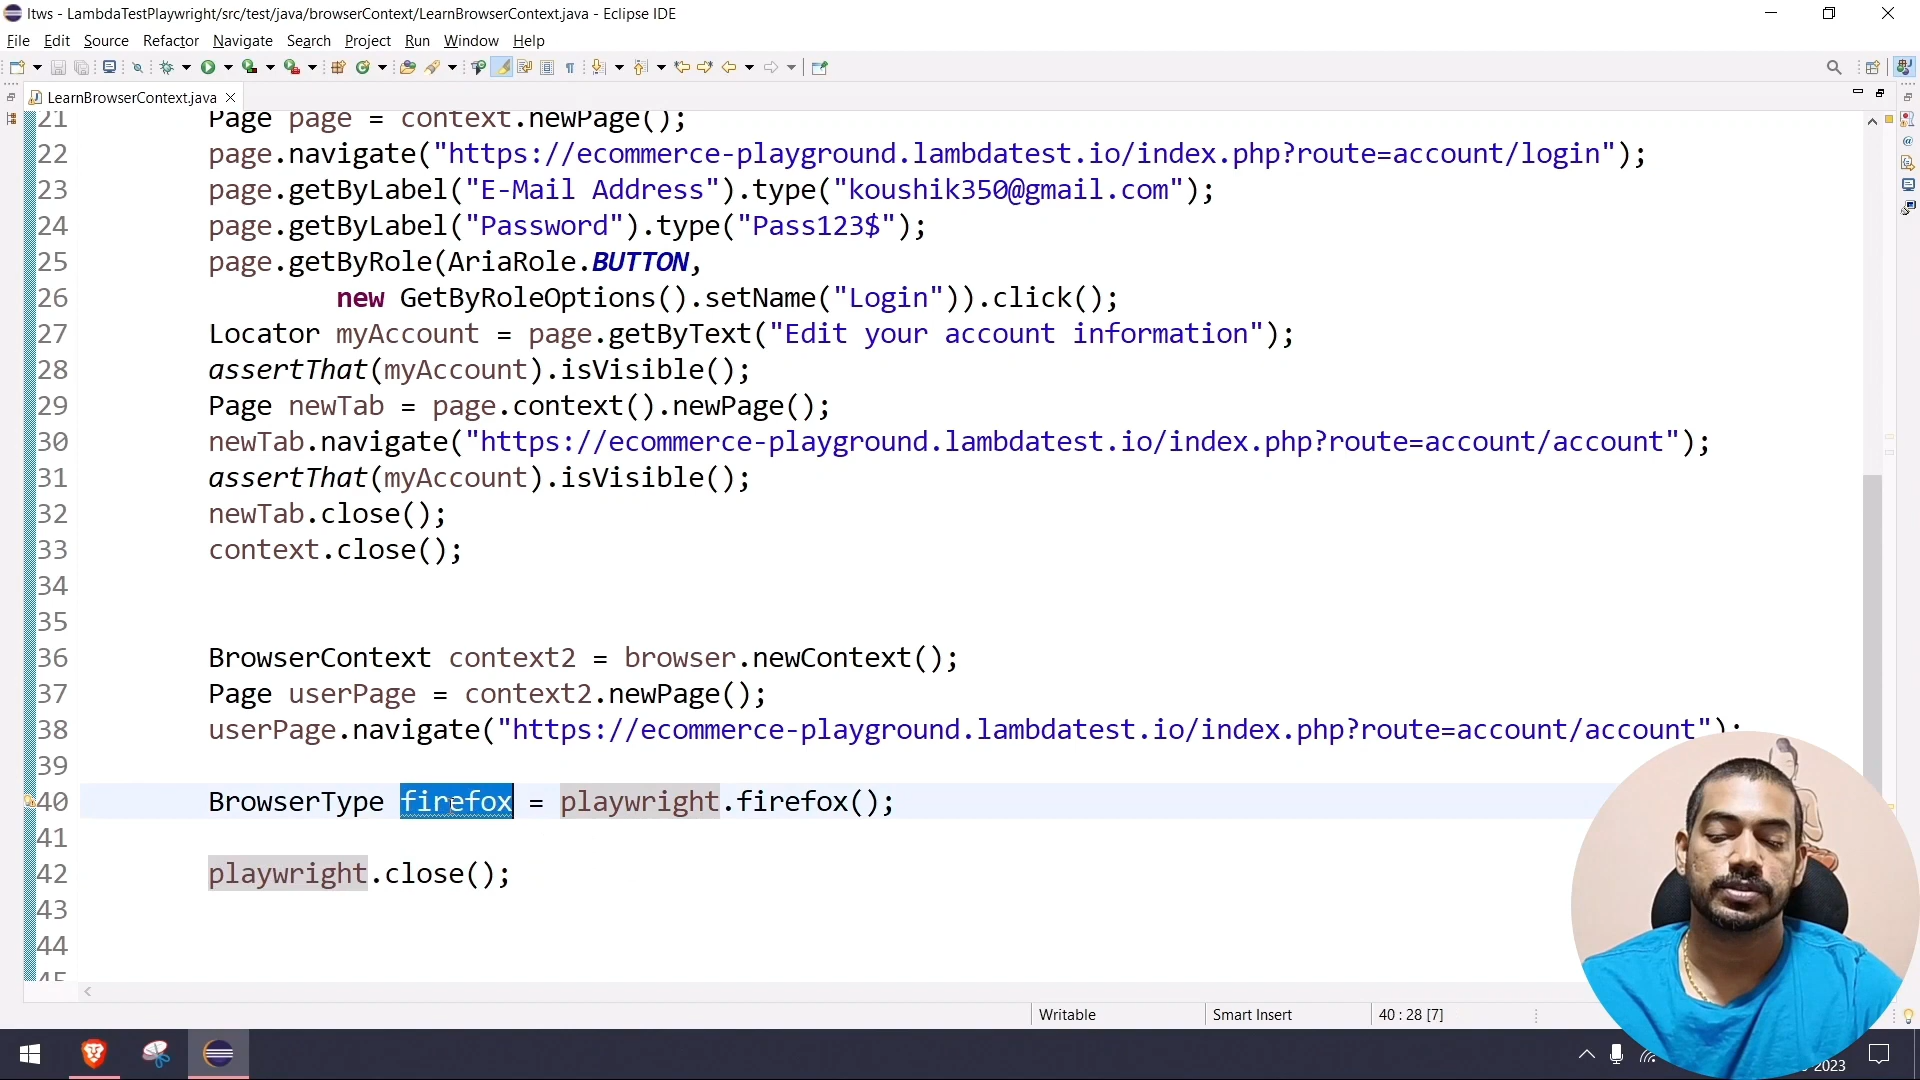 ltws - LambdaTestPlaywright/src/test/java/browserContext/LearnBrowserContext.java - Eclipse IDE
File Edit Source Refactor Navigate Search Project Run Window Help
LearnBrowserContext.java
21 Page page = context.newPage();
22 page.navigate("https://ecommerce-playground.lambdatest.io/index.php?route=account/login");
23 page.getByLabel("E-Mail Address").type("koushik350@gmail.com");
24 page.getByLabel("Password").type("Pass123$");
25 page.getByRole(AriaRole.BUTTON,
26 new GetByRoleOptions().setName("Login")).click();
27 Locator myAccount = page.getByText("Edit your account information");
28 assertThat(myAccount).isVisible();
29 Page newTab = page.context().newPage();
30 newTab.navigate("https://ecommerce-playground.lambdatest.io/index.php?route=account/account");
31 assertThat(myAccount).isVisible();
32 newTab.close();
33 context.close();
34
35
36 BrowserContext context2 = browser.newContext();
37 Page userPage = context2.newPage();
38 userPage.navigate("https://ecommerce-playground.lambdatest.io/index.php?route=account/account");
39
40 BrowserType firefox = playwright.firefox();
41
42 playwright.close();
43
44
45
Writable Smart Insert 40 : 28 [7]
2023